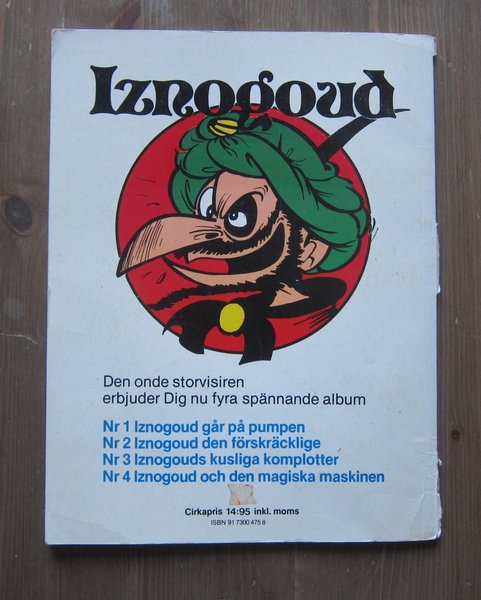 Iznogoud
Den onde storvisiren
erbjuder Dig nu fyra spännande album
Nr 1 Iznogoud går på pumpen
Nr 2 Iznogoud den förskräcklige
Nr 3 Iznogouds kusliga komplotter
Nr 4 Iznogoud och den magiska maskinen
Cirkapris 14:95 inkl. moms
ISBN 91 7300 475 8